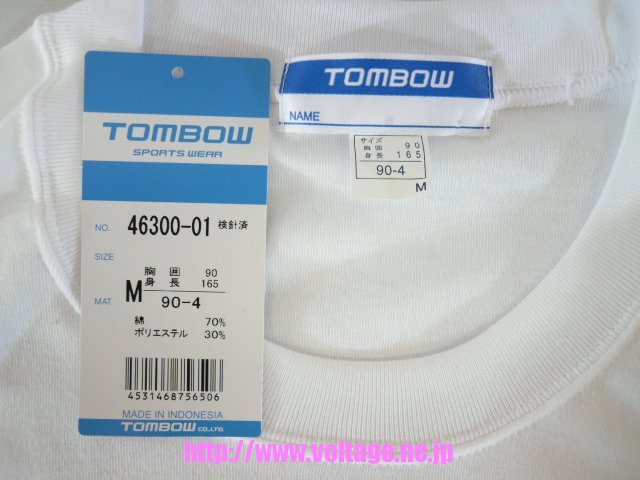 TOMBOW
SPORTS WEAR
NO. 46300-01 検針済
SIZE
M 胸囲 90
身長 165
90-4
MAT. 綿 70%
ポリエステル 30%
4531468756506
MADE IN INDONESIA
TOMBOW CO.,LTD.
TOMBOW
NAME
サイズ
胸囲 90
身長 165
90-4
M
http://www.voltage.ne.jp